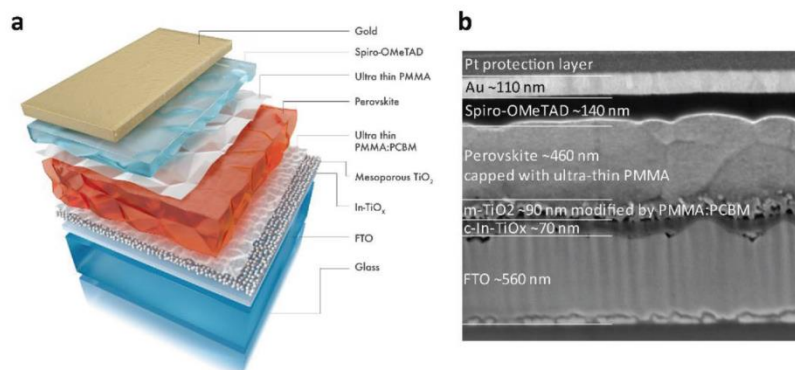 a
Gold
Spiro-OMeTAD
Ultra thin PMMA
Perovskite
Ultra thin
PMMA:PCBM
Mesoporous TiO₂
In-TiOₓ
FTO
Glass
b
Pt protection layer
Au ~110 nm
Spiro-OMeTAD ~140 nm
Perovskite ~460 nm
capped with ultra-thin PMMA
m-TiO2 ~90 nm modified by PMMA:PCBM
c-In-TiOx ~70 nm
FTO ~560 nm